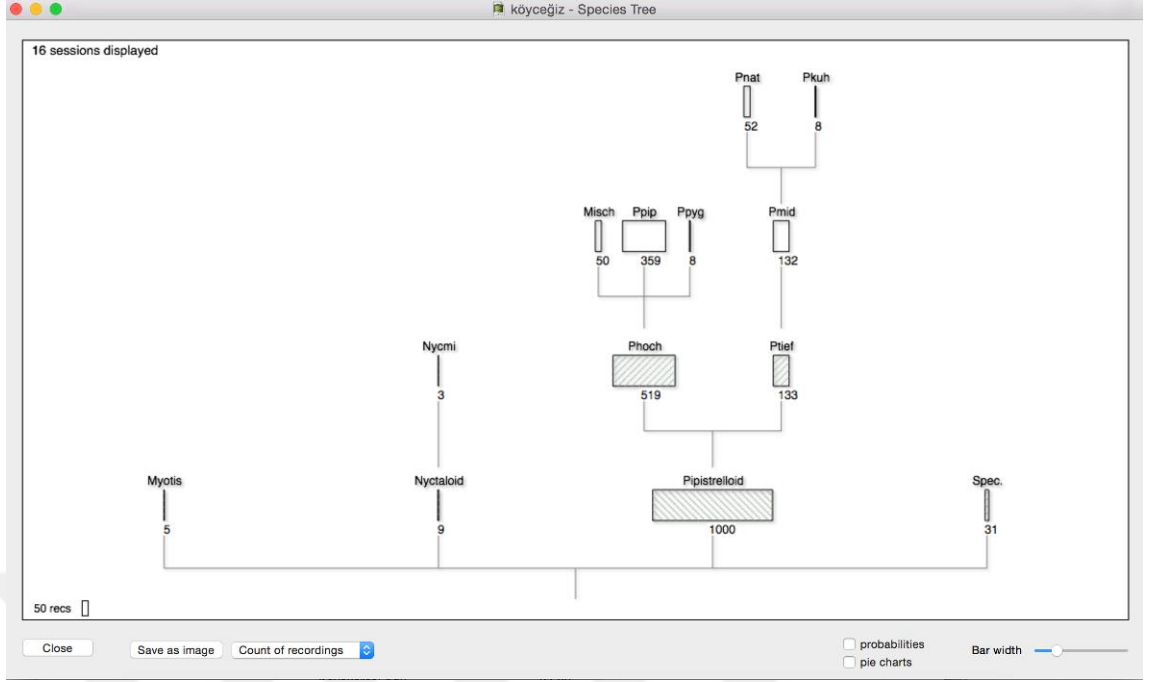 köyceğiz - Species Tree
16 sessions displayed
Pnat Pkuh
52 8
Misch Ppip Ppyg Pmid
50 359 8 132
Nycmi Phoch Ptief
3 519 133
Myotis Nyctaloid Pipistrelloid Spec.
5 9 1000 31
50 recs
Close Save as image Count of recordings probabilities Bar width
pie charts